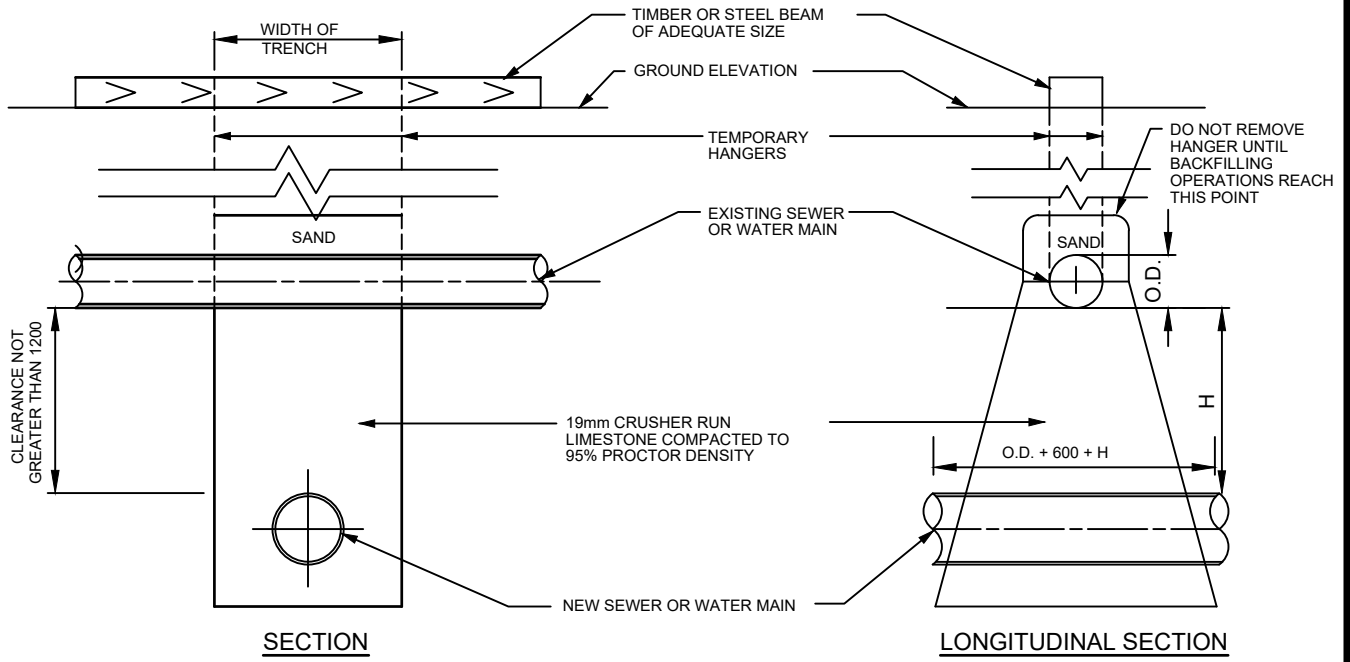 WIDTH OF
TRENCH
TIMBER OR STEEL BEAM
OF ADEQUATE SIZE
GROUND ELEVATION
TEMPORARY
HANGERS
DO NOT REMOVE
HANGER UNTIL
BACKFILLING
OPERATIONS REACH
THIS POINT
EXISTING SEWER
OR WATER MAIN
SAND
SAND
O.D.
CLEARANCE NOT
GREATER THAN 1200
H
19mm CRUSHER RUN
LIMESTONE COMPACTED TO
95% PROCTOR DENSITY
O.D. + 600 + H
NEW SEWER OR WATER MAIN
SECTION
LONGITUDINAL SECTION